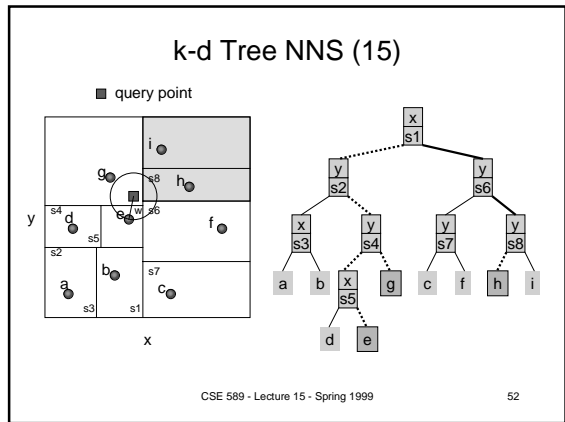 k-d Tree NNS (15)
query point
x
s1
i
y
y
g
s8
h
s2
s6
s4
e
w
s6
y
d
f
x
y
y
y
s5
s3
s4
s7
s8
s2
b
s7
a
b
x
g
c
f
h
i
a
c
s5
s3
s1
d
e
x
CSE 589 - Lecture 15 - Spring 1999
52